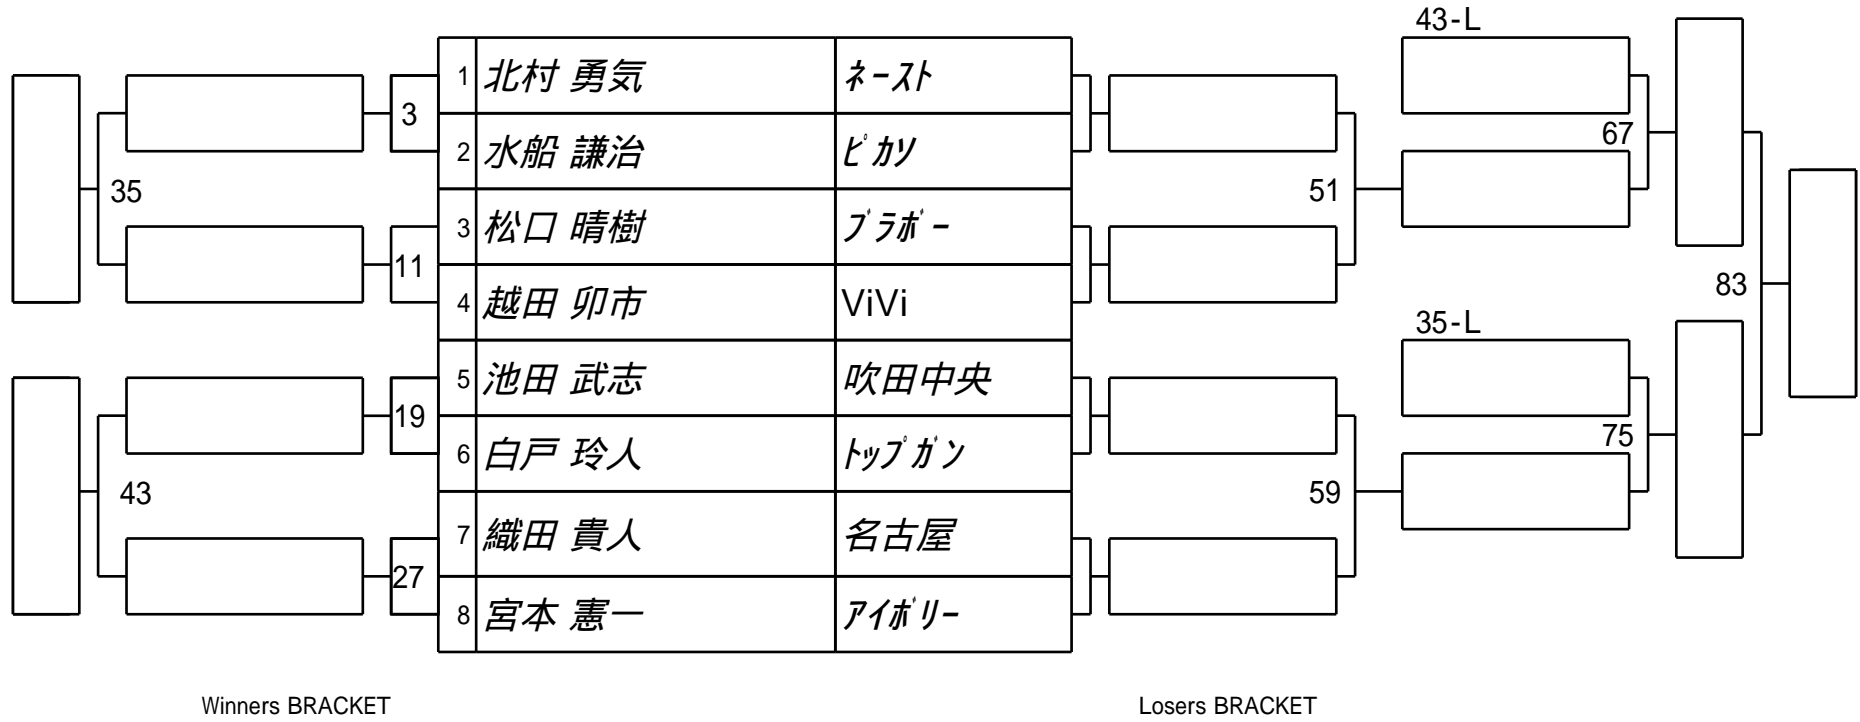 43-L
1 北村 勇気 ﾈｰｽﾄ
3
67
2 水船 謙治 ﾋﾟｶｿ
35
51
3 松口 晴樹 ﾌﾞﾗﾎﾞｰ
11
4 越田 卯市 ViVi
83
35-L
5 池田 武志 吹田中央
19
75
6 白戸 玲人 ﾄｯﾌﾟｶﾞﾝ
43
59
7 織田 貴人 名古屋
27
8 宮本 憲一 ｱｲﾎﾞﾘｰ
Winners BRACKET
Losers BRACKET